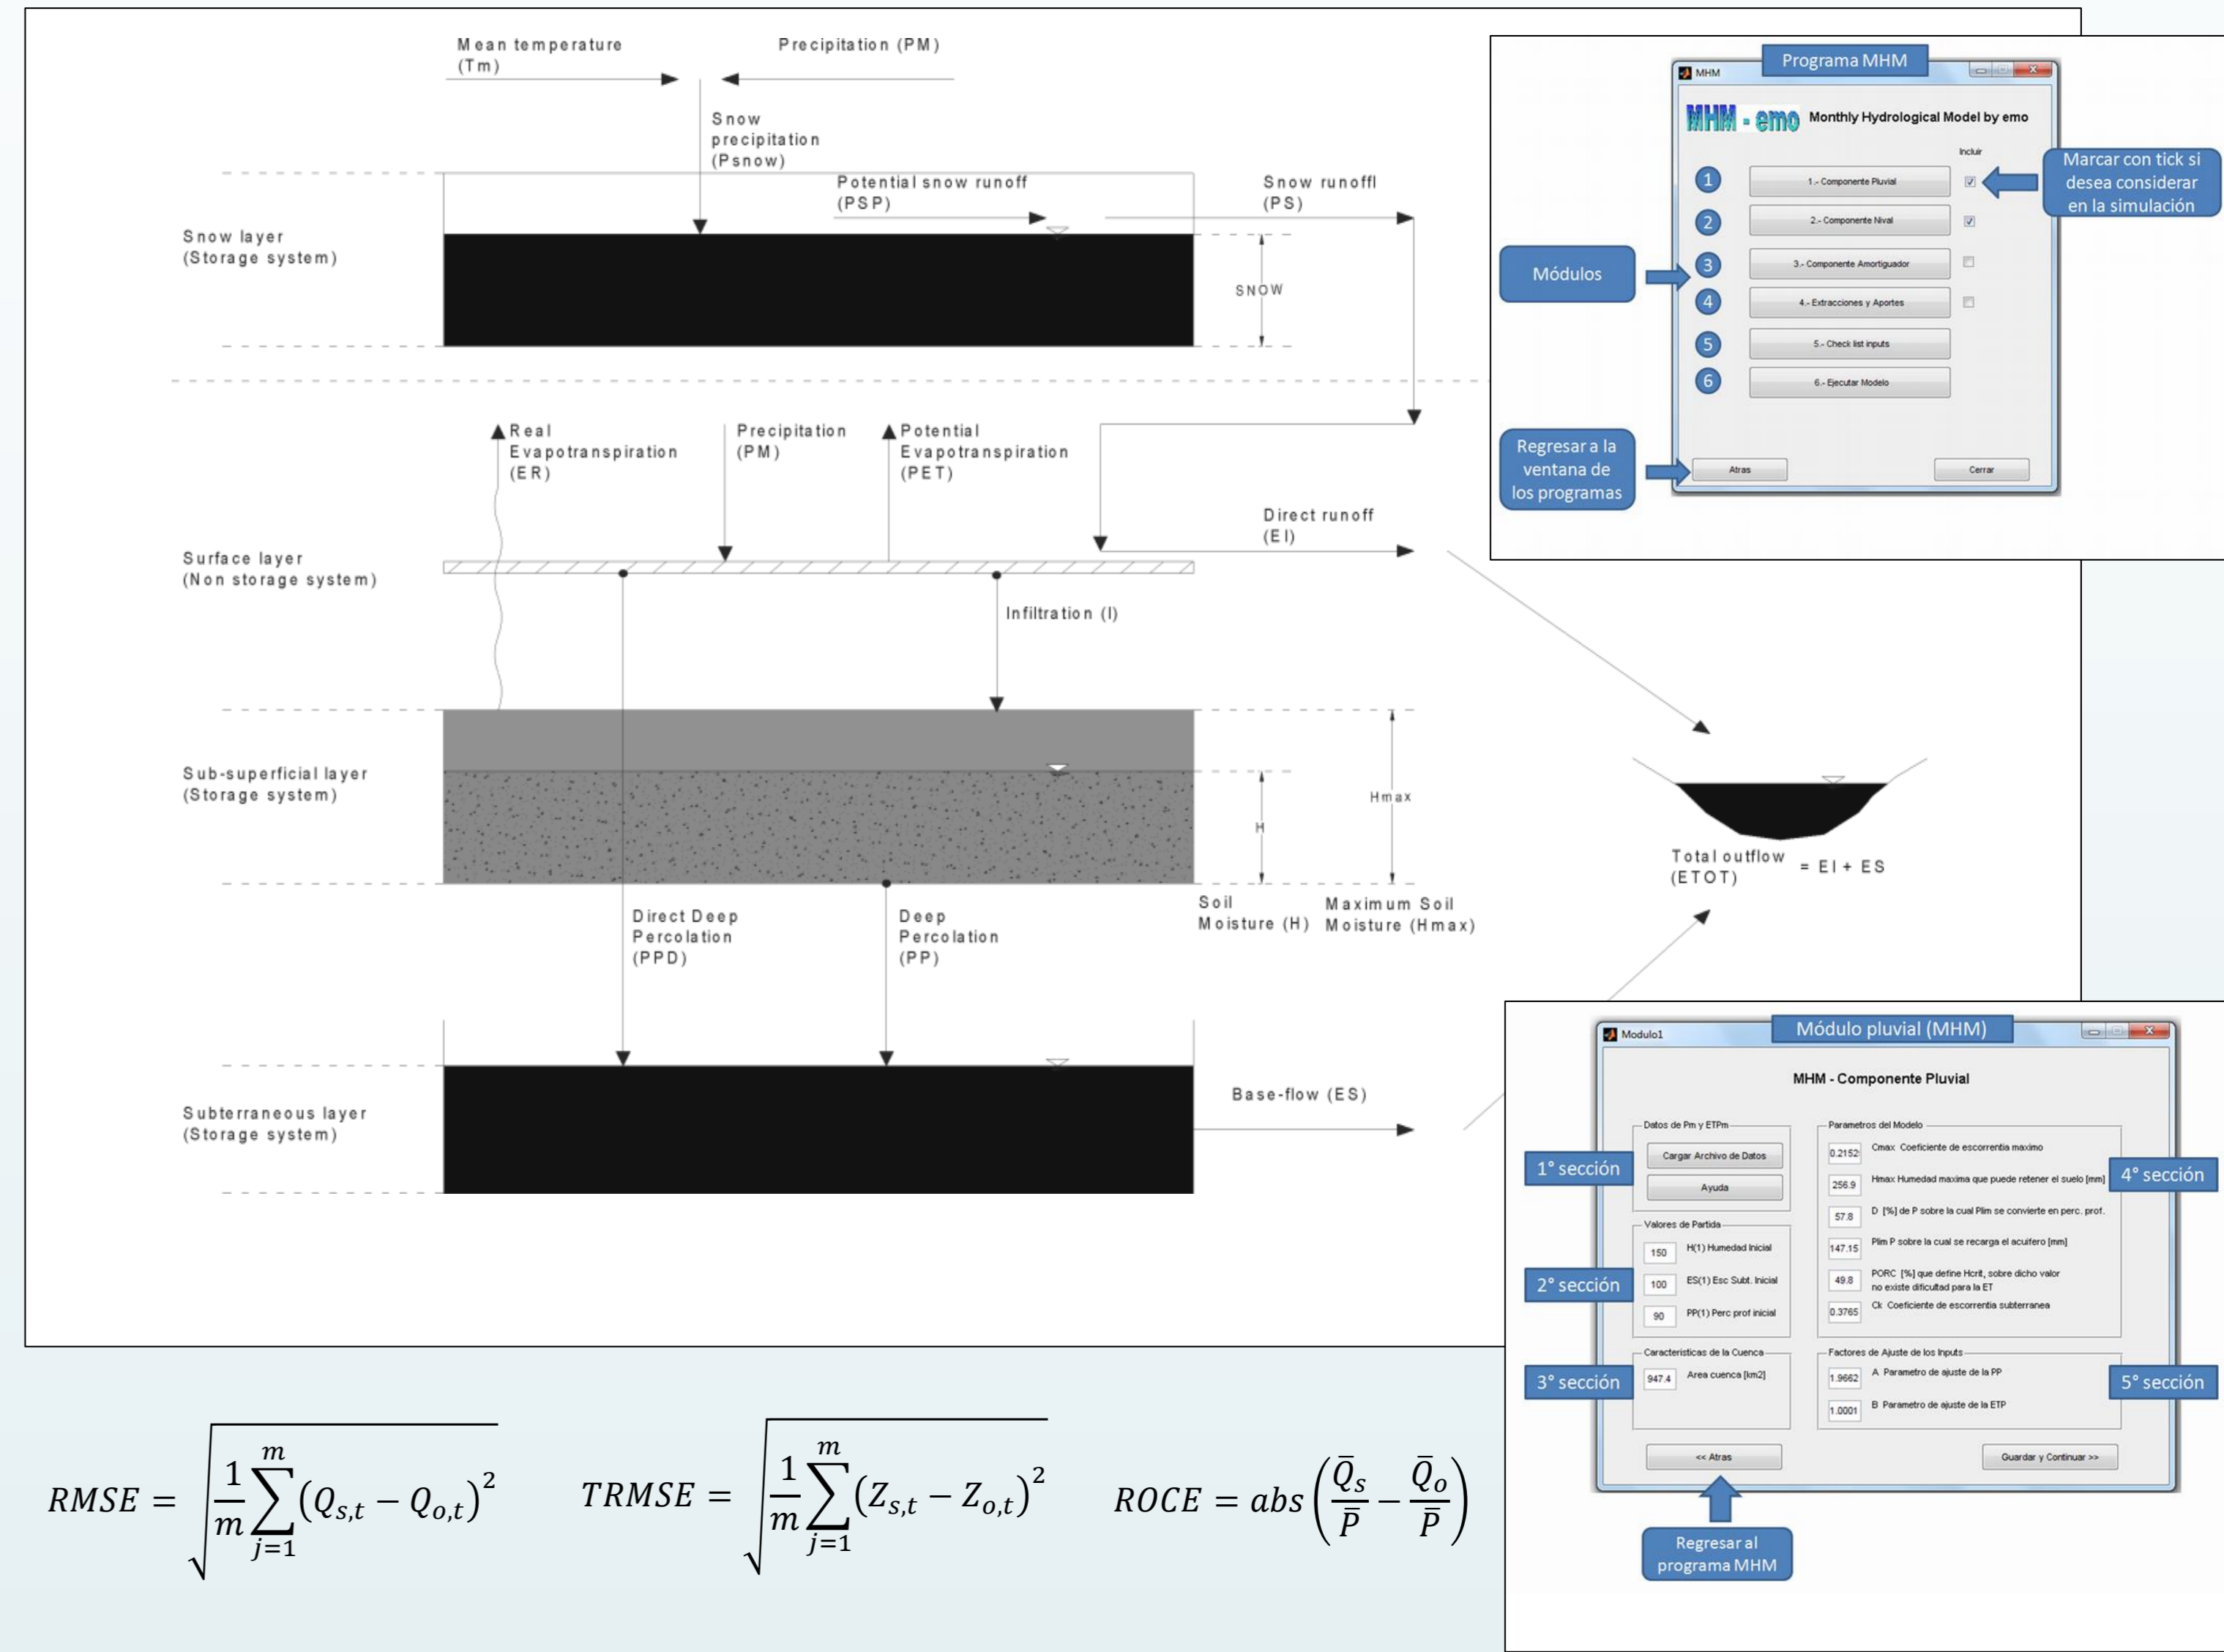 Mean temperature
(Tm)
Precipitation (PM)
Snow
precipitation
(Psnow)
Potential snow runoff
(PSP)
Snow runoffl
(PS)
Snow layer
(Storage system)
SNOW
Real
Evapotranspiration
(ER)
Precipitation
(PM)
Potential
Evapotranspiration
(PET)
Direct runoff
(EI)
Surface layer
(Non storage system)
Infiltration (I)
Sub-superficial layer
(Storage system)
H
Hmax
Soil
Moisture (H)
Maximum Soil
Moisture (Hmax)
Direct Deep
Percolation
(PPD)
Deep
Percolation
(PP)
Total outflow
(ETOT)
= EI + ES
Subterraneous layer
(Storage system)
Base-flow (ES)
Programa MHM
MHM
MHM - emo
Monthly Hydrological Model by emo
Incluir
1 1.- Componente Pluvial
2 2.- Componente Nival
3 3.- Componente Amortiguador
4 4.- Extracciones y Aportes
5 5.- Check list inputs
6 6.- Ejecutar Modelo
Marcar con tick si
desea considerar
en la simulación
Módulos
Regresar a la
ventana de
los programas
Atras
Cerrar
Módulo pluvial (MHM)
Modulo1
MHM - Componente Pluvial
1° sección
Datos de Pm y ETPm
Cargar Archivo de Datos
Ayuda
2° sección
Valores de Partida
150 H(1) Humedad Inicial
100 ES(1) Esc Subt. Inicial
90 PP(1) Perc prof inicial
3° sección
Caracteristicas de la Cuenca
947.4 Area cuenca [km2]
4° sección
Parametros del Modelo
0.2152 Cmax Coeficiente de escorrentia maximo
256.9 Hmax Humedad maxima que puede retener el suelo [mm]
57.8 D [%] de P sobre la cual Plim se convierte en perc. prof.
147.15 Plim P sobre la cual se recarga el acuifero [mm]
49.8 PORC [%] que define Hcrit, sobre dicho valor
no existe dificultad para la ET
0.3765 Ck Coeficiente de escorrentia subterranea
5° sección
Factores de Ajuste de los Inputs
1.9662 A Parametro de ajuste de la PP
1.0001 B Parametro de ajuste de la ETP
<< Atras
Guardar y Continuar >>
Regresar al
programa MHM
RMSE = √(1/m ∑_{j=1}^{m} (Q_{s,t} − Q_{o,t})²)
TRMSE = √(1/m ∑_{j=1}^{m} (Z_{s,t} − Z_{o,t})²)
ROCE = abs (Q̄_s/P̄ − Q̄_o/P̄)